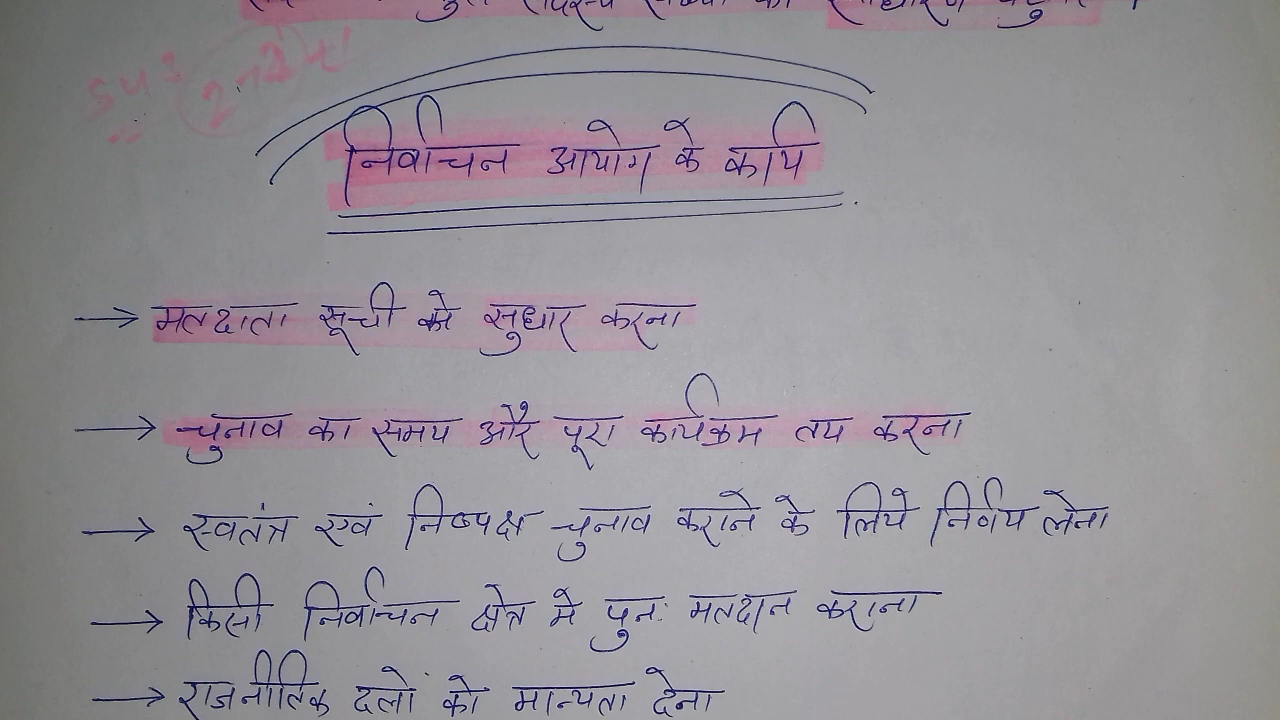 निर्वाचन आयोग के कार्य
→ मतदाता सूची को सुधार करना
→ चुनाव का समय और पूरा कार्यक्रम तय करना
→ स्वतंत्र एवं निष्पक्ष चुनाव कराने के लिये निर्णय लेना
→ किसी निर्वाचन क्षेत्र मे पुनः मतदान कराना
→ राजनीतिक दलों को मान्यता देना